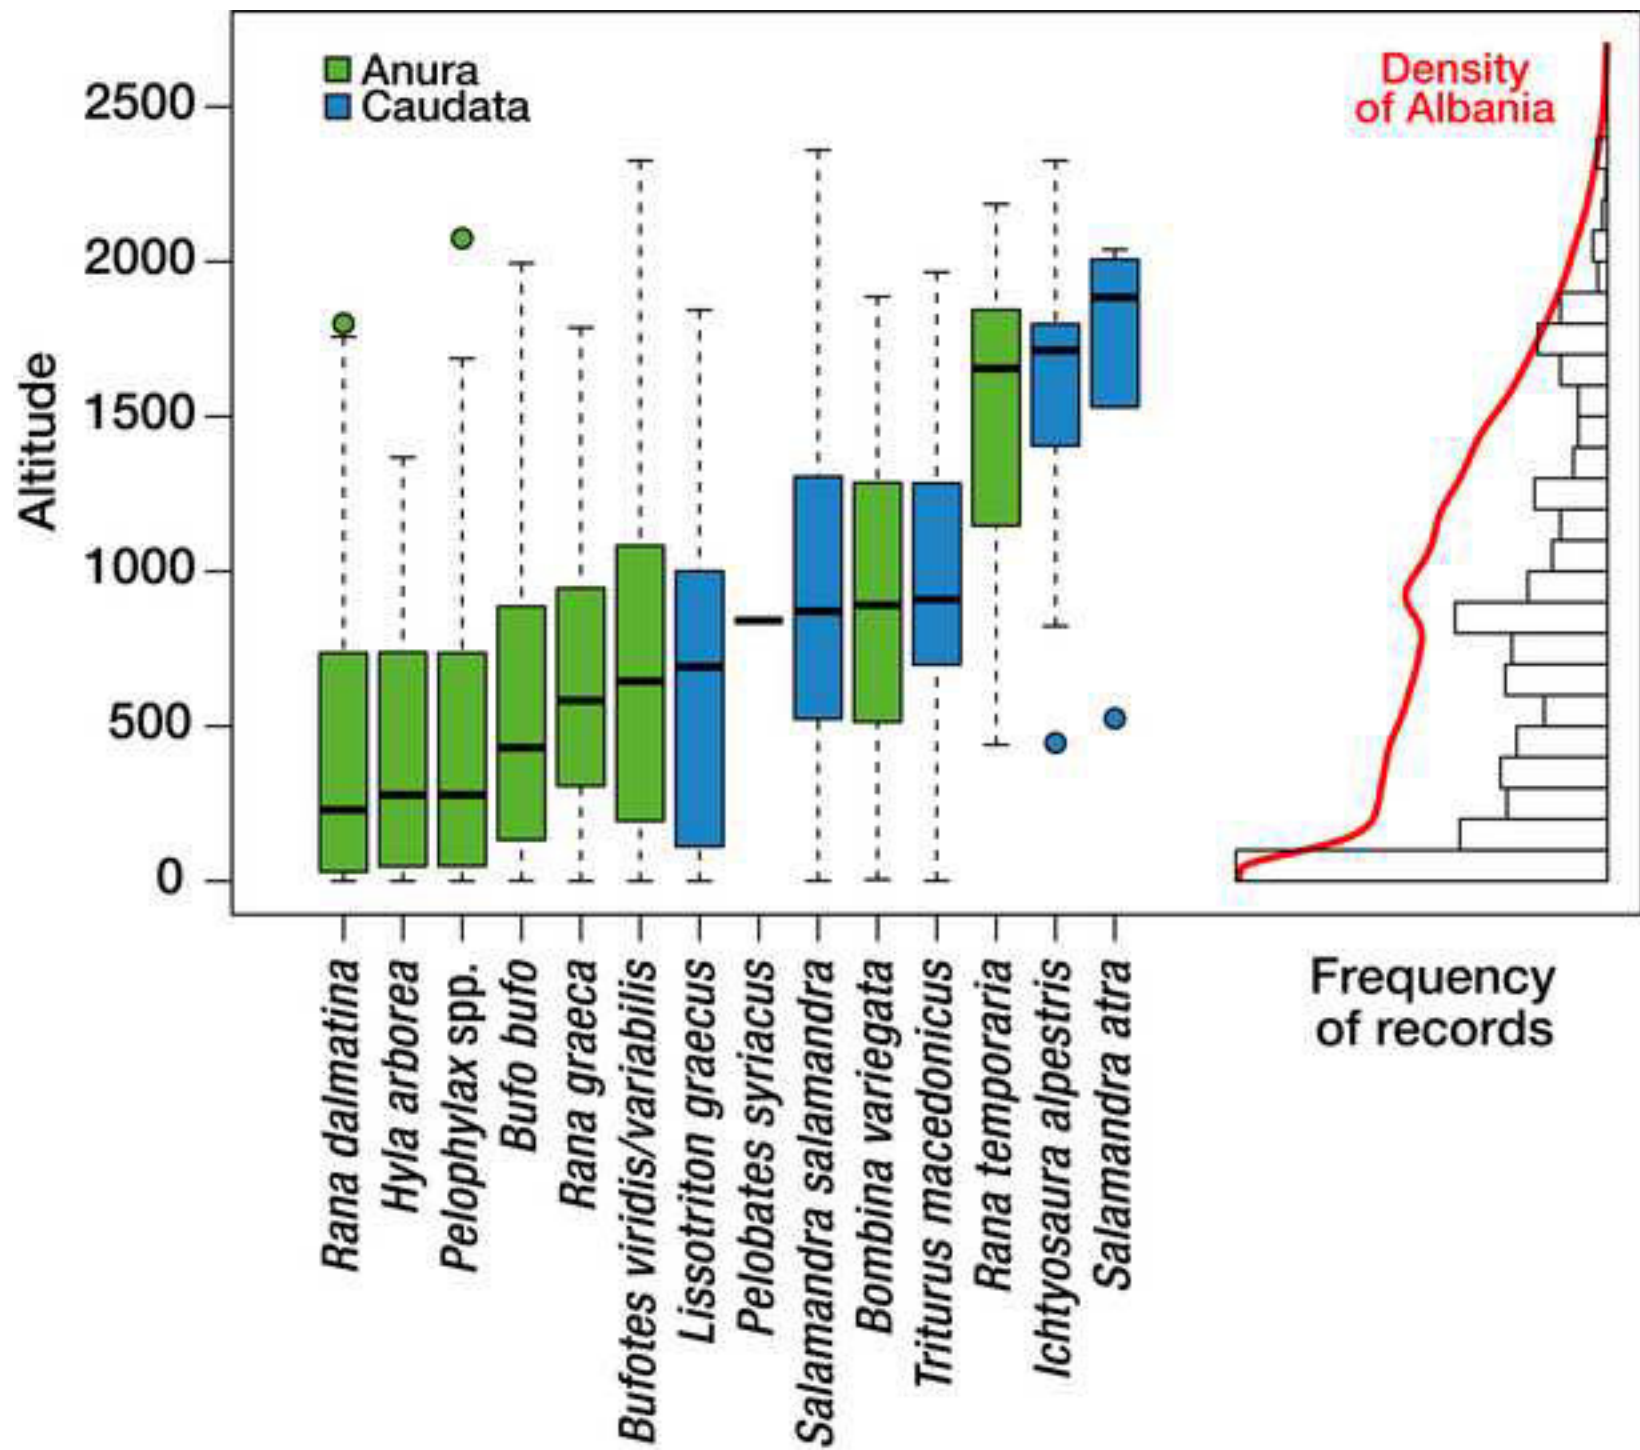 Anura
Caudata
Density
of Albania
2500
2000
1500
1000
500
0
Altitude
Rana dalmatina
Hyla arborea
Pelophylax spp.
Bufo bufo
Rana graeca
Bufotes viridis/variabilis
Lissotriton graecus
Pelobates syriacus
Salamandra salamandra
Bombina variegata
Triturus macedonicus
Rana temporaria
Ichtyosaura alpestris
Salamandra atra
Frequency
of records